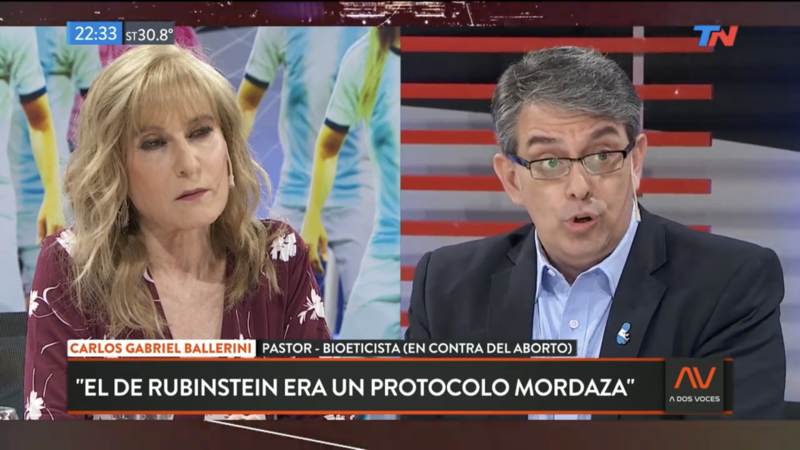 22:33 ST30.8°
TN
CARLOS GABRIEL BALLERINI PASTOR - BIOETICISTA (EN CONTRA DEL ABORTO)
"EL DE RUBINSTEIN ERA UN PROTOCOLO MORDAZA"
AV
A DOS VOCES